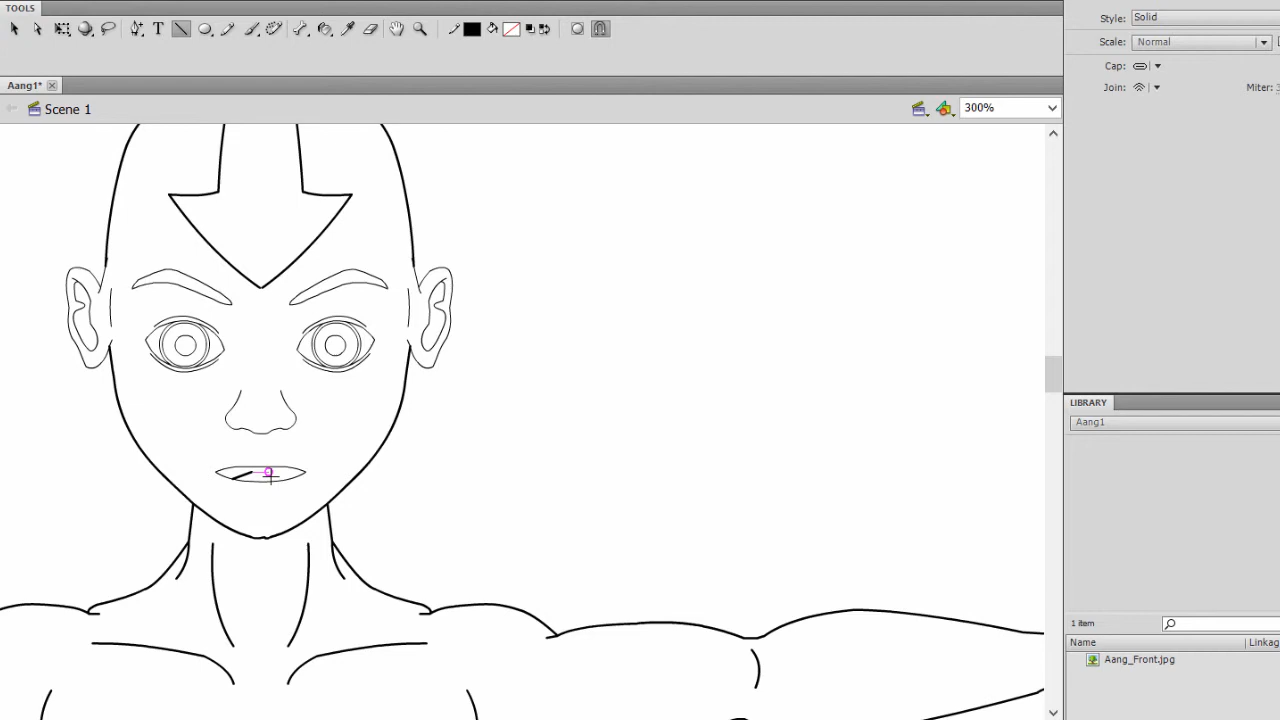 TOOLS
Style: Solid
Scale: Normal
Cap:
Join: Miter: 3
Aang1*
Scene 1
300%
LIBRARY
Aang1
1 item
Name Linkag
Aang_Front.jpg